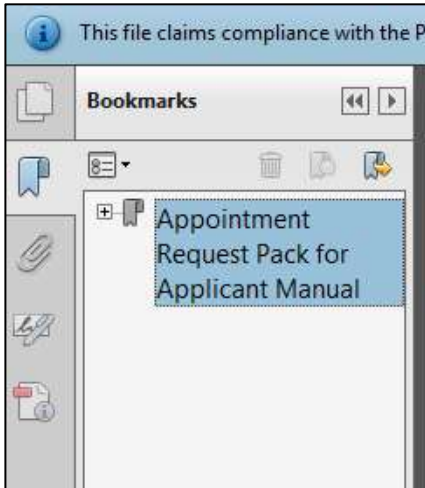 This file claims compliance with the P
Bookmarks
Appointment
Request Pack for
Applicant Manual